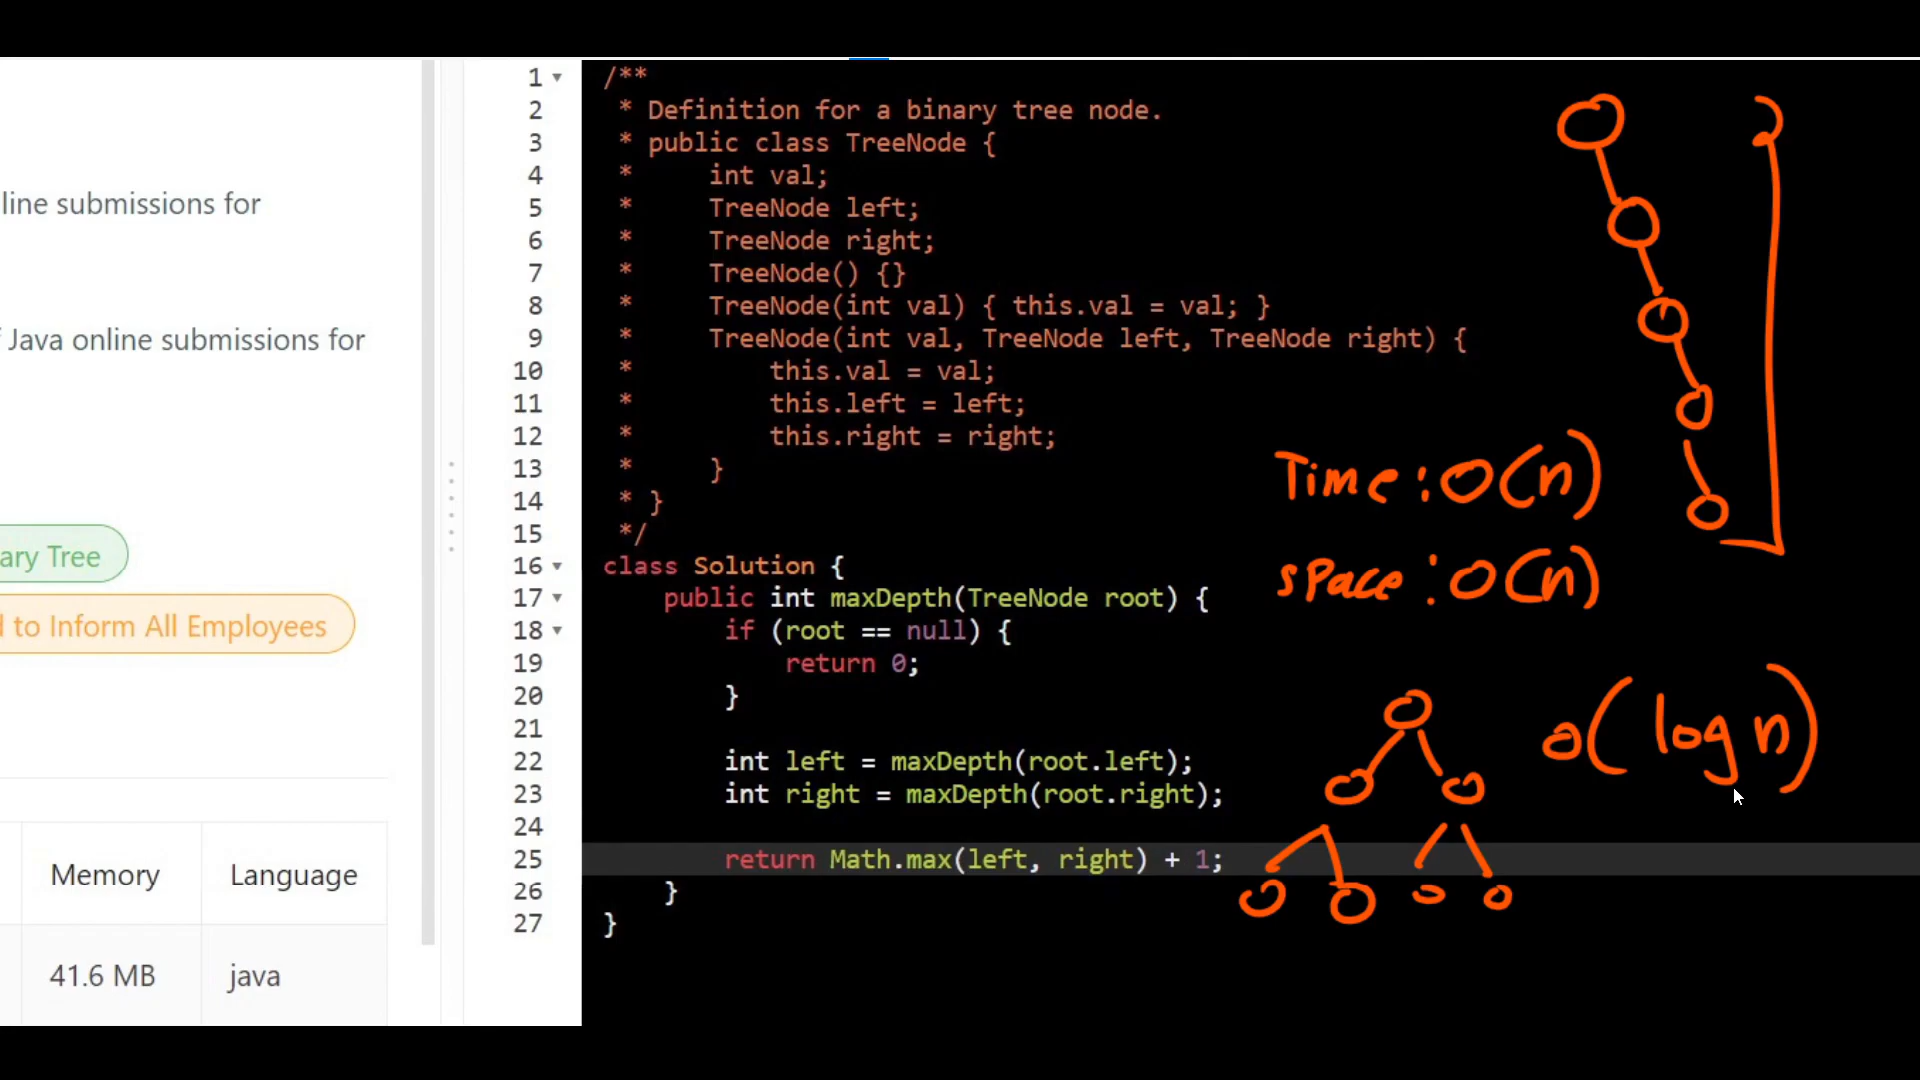 line submissions for
Java online submissions for
ary Tree
d to Inform All Employees
Memory Language
41.6 MB java
1 /**
2 * Definition for a binary tree node.
3 * public class TreeNode {
4 *     int val;
5 *     TreeNode left;
6 *     TreeNode right;
7 *     TreeNode() {}
8 *     TreeNode(int val) { this.val = val; }
9 *     TreeNode(int val, TreeNode left, TreeNode right) {
10 *         this.val = val;
11 *         this.left = left;
12 *         this.right = right;
13 *     }
14 * }
15 */
16 class Solution {
17     public int maxDepth(TreeNode root) {
18         if (root == null) {
19             return 0;
20         }
21
22         int left = maxDepth(root.left);
23         int right = maxDepth(root.right);
24
25         return Math.max(left, right) + 1;
26     }
27 }
Time : O(n)
space : O(n)
O(log n)